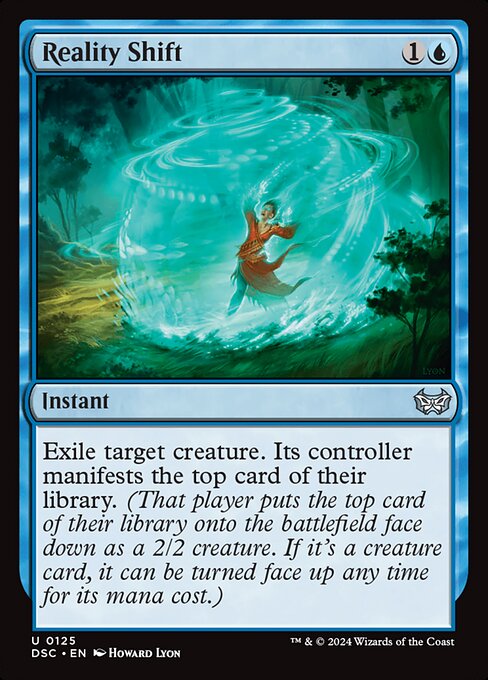 Reality Shift 1
LYON
Instant
Exile target creature. Its controller
manifests the top card of their
library. (That player puts the top card
of their library onto the battlefield face
down as a 2/2 creature. If it's a creature
card, it can be turned face up any time
for its mana cost.)
U 0125
DSC • EN Howard Lyon
™ & © 2024 Wizards of the Coast